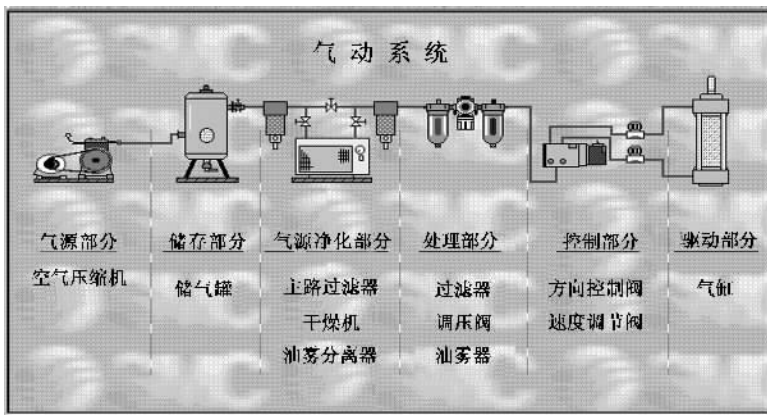 气动系统
气源部分 储存部分 气源净化部分 处理部分 控制部分 驱动部分
空气压缩机 储气罐 主路过滤器 过滤器 方向控制阀 气缸
干燥机 调压阀 速度调节阀
油雾分离器 油雾器